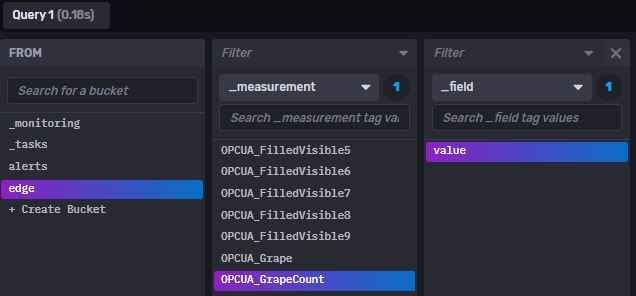 Query 1 (0.18s)
FROM
Search for a bucket
_monitoring
_tasks
alerts
edge
+ Create Bucket
Filter
_measurement 1
Search _measurement tag val
OPCUA_FilledVisible5
OPCUA_FilledVisible6
OPCUA_FilledVisible7
OPCUA_FilledVisible8
OPCUA_FilledVisible9
OPCUA_Grape
OPCUA_GrapeCount
Filter
_field 1
Search _field tag values
value